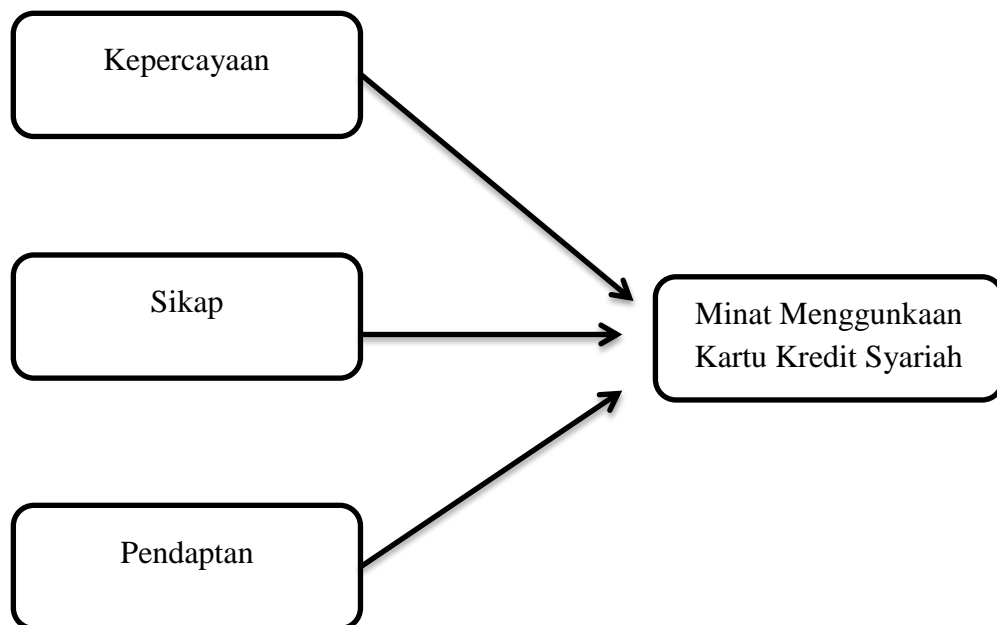 Kepercayaan
Sikap
Minat Menggunkaan
Kartu Kredit Syariah
Pendaptan